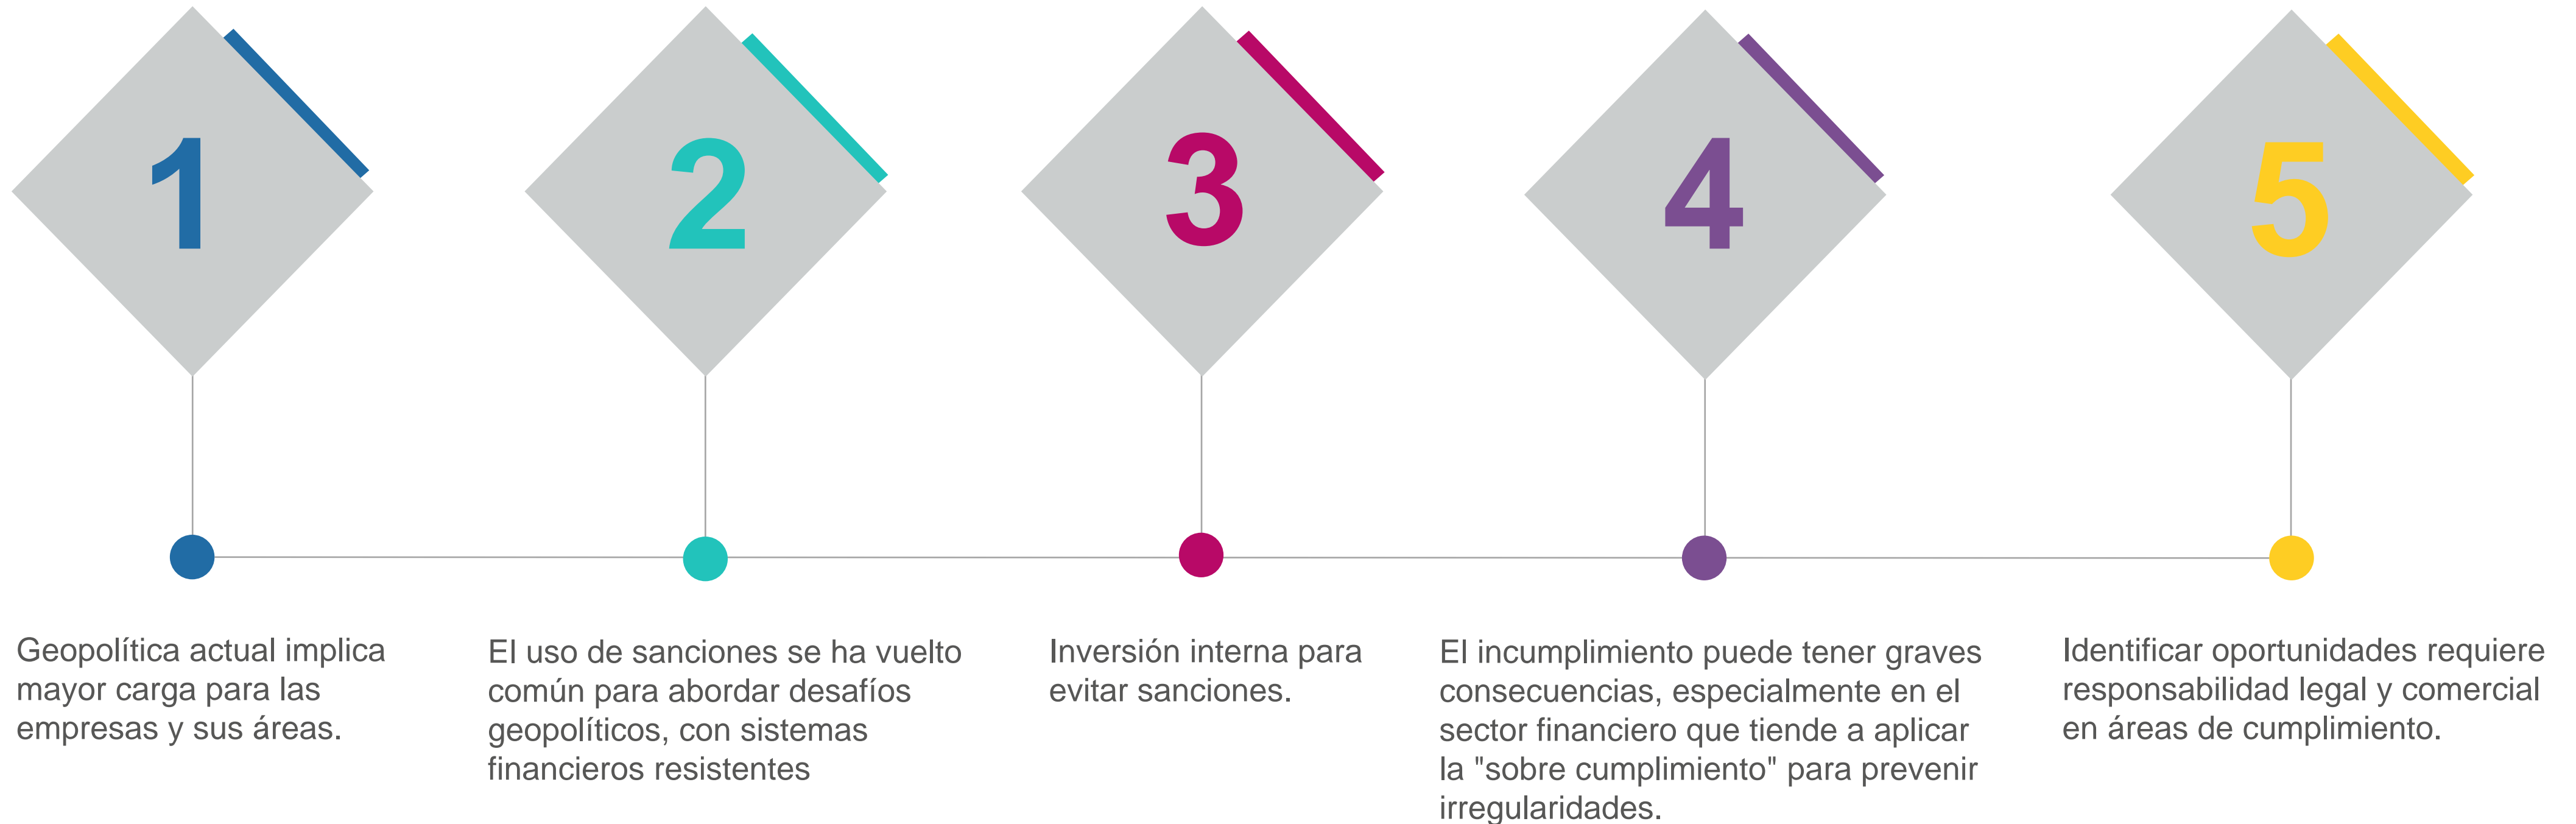 1
2
3
4
5
Geopolítica actual implica
mayor carga para las
empresas y sus áreas.
El uso de sanciones se ha vuelto
común para abordar desafíos
geopolíticos, con sistemas
financieros resistentes
Inversión interna para
evitar sanciones.
El incumplimiento puede tener graves
consecuencias, especialmente en el
sector financiero que tiende a aplicar
la "sobre cumplimiento" para prevenir
irregularidades.
Identificar oportunidades requiere
responsabilidad legal y comercial
en áreas de cumplimiento.